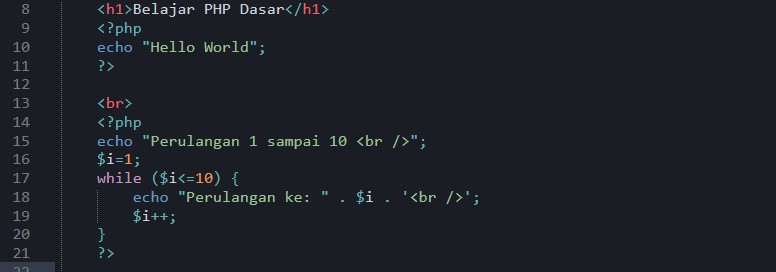 8 <h1>Belajar PHP Dasar</h1>
9 <?php
10 echo "Hello World";
11 ?>
12
13 <br>
14 <?php
15 echo "Perulangan 1 sampai 10 <br />";
16 $i=1;
17 while ($i<=10) {
18 echo "Perulangan ke: " . $i . '<br />';
19 $i++;
20 }
21 ?>
22